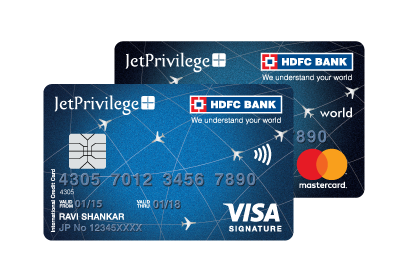 JetPrivilege
HDFC BANK
We understand your world
world
890
mastercard.
JetPrivilege
HDFC BANK
We understand your world
International Credit Card
4305 7012 3456 7890
4305
VALID FROM 01/15 VALID THRU 01/18
RAVI SHANKAR
JP No 12345XXXX
VISA
SIGNATURE